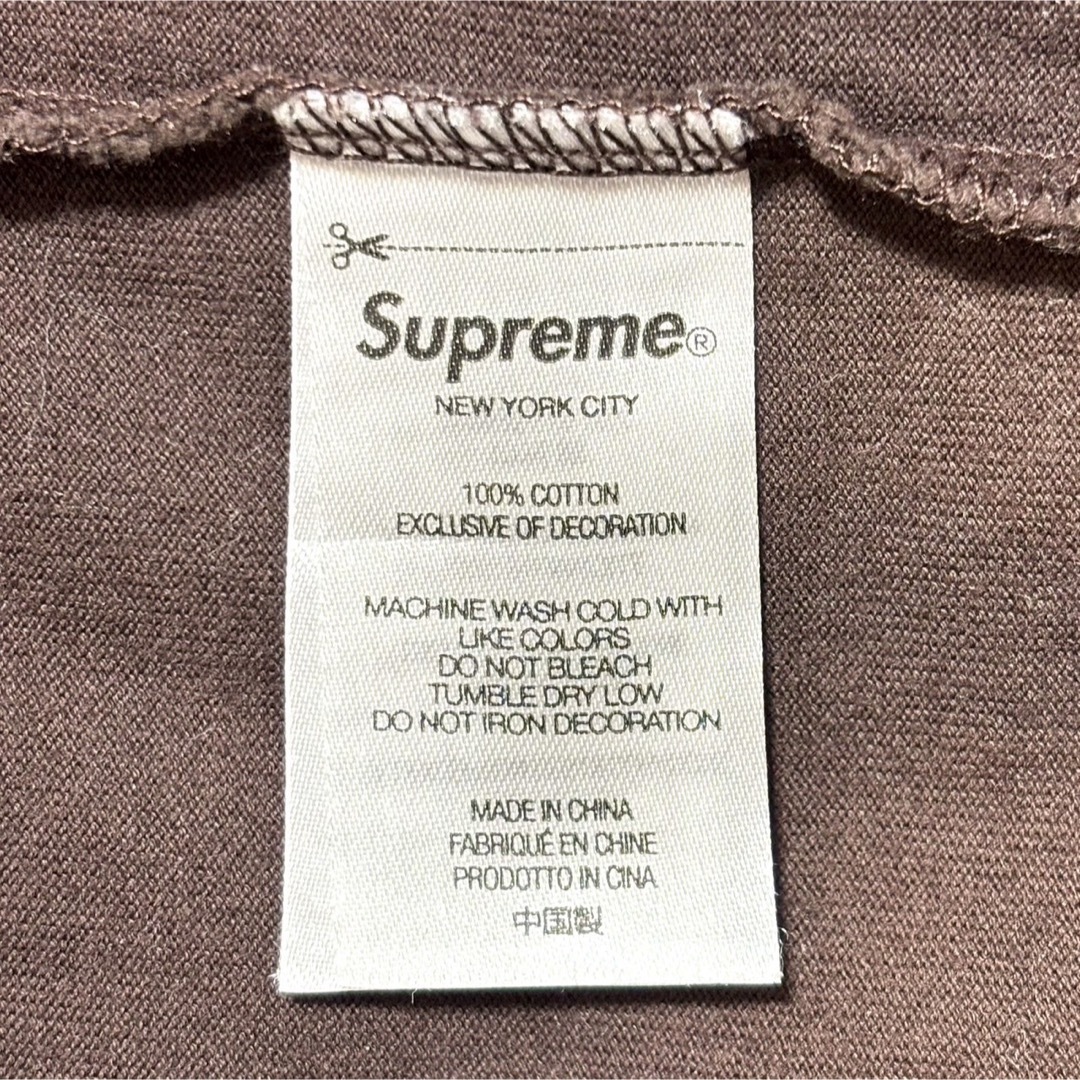 Supreme®
NEW YORK CITY
100% COTTON
EXCLUSIVE OF DECORATION
MACHINE WASH COLD WITH
LIKE COLORS
DO NOT BLEACH
TUMBLE DRY LOW
DO NOT IRON DECORATION
MADE IN CHINA
FABRIQUÉ EN CHINE
PRODOTTO IN CINA
中国製